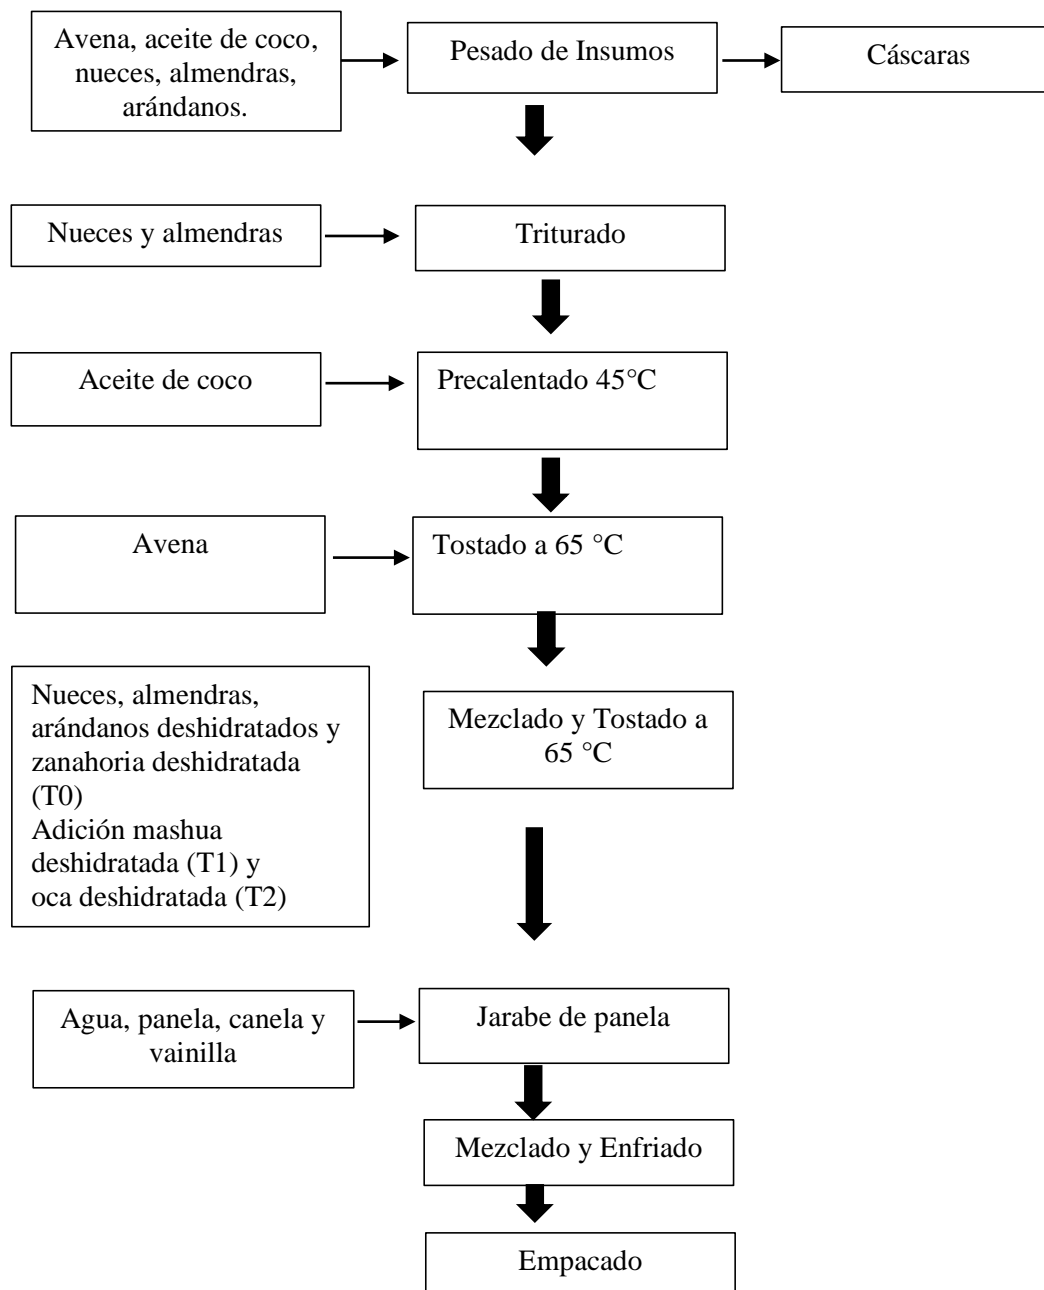 Avena, aceite de coco,
nueces, almendras,
arándanos.
Pesado de Insumos
Cáscaras
Nueces y almendras
Triturado
Aceite de coco
Precalentado 45°C
Avena
Tostado a 65 °C
Nueces, almendras,
arándanos deshidratados y
zanahoria deshidratada
(T0)
Adición mashua
deshidratada (T1) y
oca deshidratada (T2)
Mezclado y Tostado a
65 °C
Agua, panela, canela y
vainilla
Jarabe de panela
Mezclado y Enfriado
Empacado